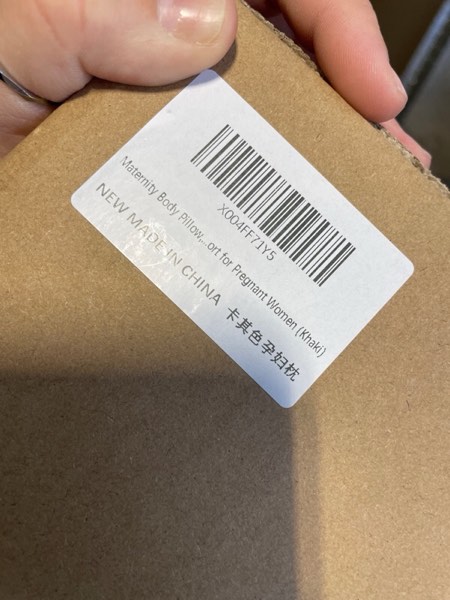 X004FF71Y5
Maternity Body Pillow,...ort for Pregnant Women (Khaki)
NEW MADE IN CHINA 卡其色孕妇枕